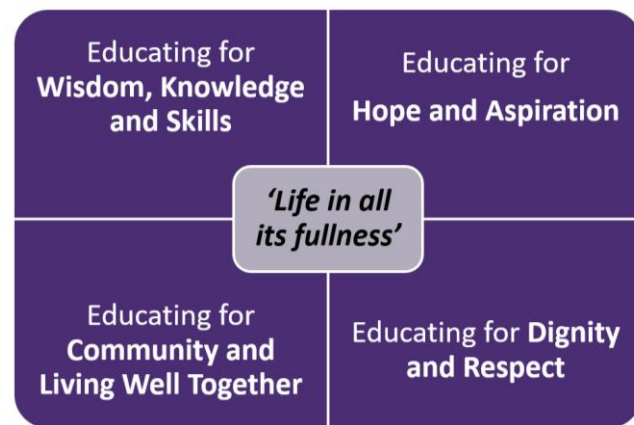 Educating for
Wisdom, Knowledge
and Skills
Educating for
Hope and Aspiration
‘Life in all
its fullness’
Educating for
Community and
Living Well Together
Educating for Dignity
and Respect